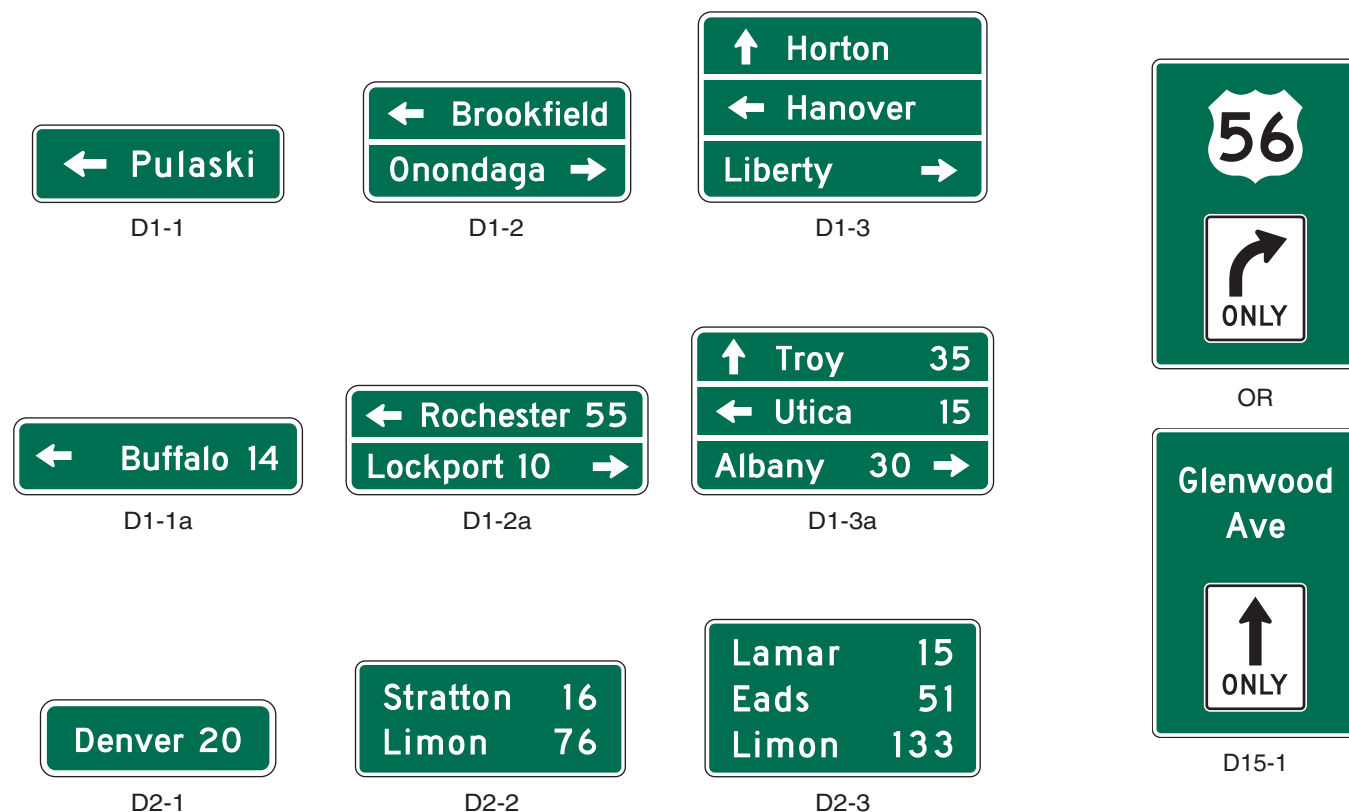 ← Pulaski
D1-1
← Brookfield
Onondaga →
D1-2
↑ Horton
← Hanover
Liberty →
D1-3
56
ONLY
OR
Glenwood
Ave
ONLY
D15-1
← Buffalo 14
D1-1a
← Rochester 55
Lockport 10 →
D1-2a
↑ Troy 35
← Utica 15
Albany 30 →
D1-3a
Denver 20
D2-1
Stratton 16
Limon 76
D2-2
Lamar 15
Eads 51
Limon 133
D2-3